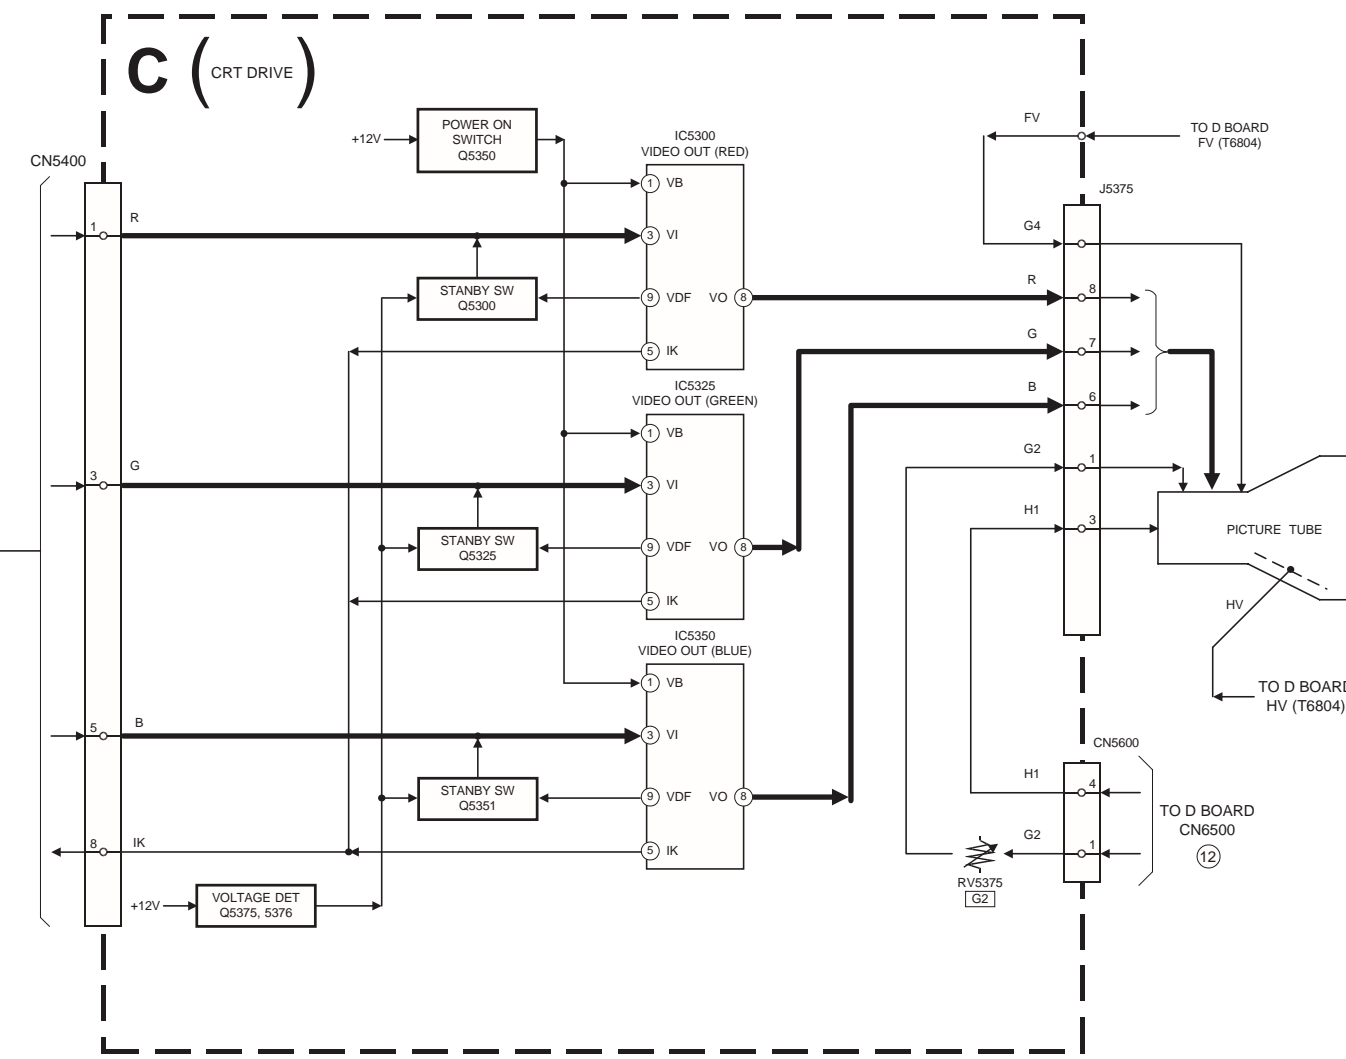 C ( CRT DRIVE )
CN5400
+12V
POWER ON
SWITCH
Q5350
IC5300
VIDEO OUT (RED)
1 VB
3 VI
9 VDF VO 8
5 IK
1 R
STANBY SW
Q5300
IC5325
VIDEO OUT (GREEN)
1 VB
3 VI
9 VDF VO 8
5 IK
3 G
STANBY SW
Q5325
IC5350
VIDEO OUT (BLUE)
1 VB
3 VI
9 VDF VO 8
5 IK
5 B
STANBY SW
Q5351
8 IK
+12V
VOLTAGE DET
Q5375, 5376
FV
TO D BOARD
FV (T6804)
J5375
G4
R 8
G 7
B 6
G2 1
H1 3
PICTURE TUBE
HV
TO D BOARD
HV (T6804)
CN5600
H1 4
G2 1
TO D BOARD
CN6500
12
RV5375
G2